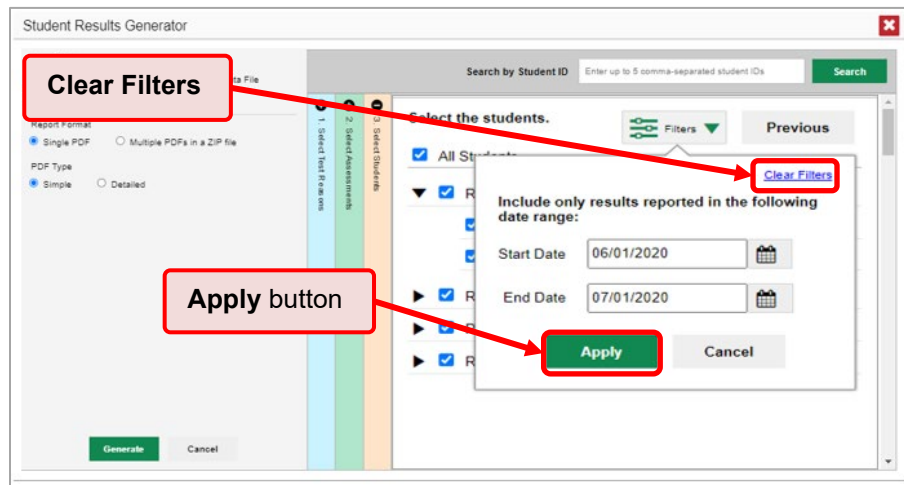 Student Results Generator
Clear Filters
ta File
Search by Student ID
Enter up to 5 comma-separated student IDs
Search
Report Format
Single PDF
Multiple PDFs in a ZIP file
PDF Type
Simple
Detailed
1. Select Test Reasons
2. Select Assessments
3. Select Students
Select the students.
Filters
Previous
All Students
R
Clear Filters
Include only results reported in the following
date range:
Start Date
06/01/2020
End Date
07/01/2020
Apply button
R
R
R
Apply
Cancel
Generate
Cancel